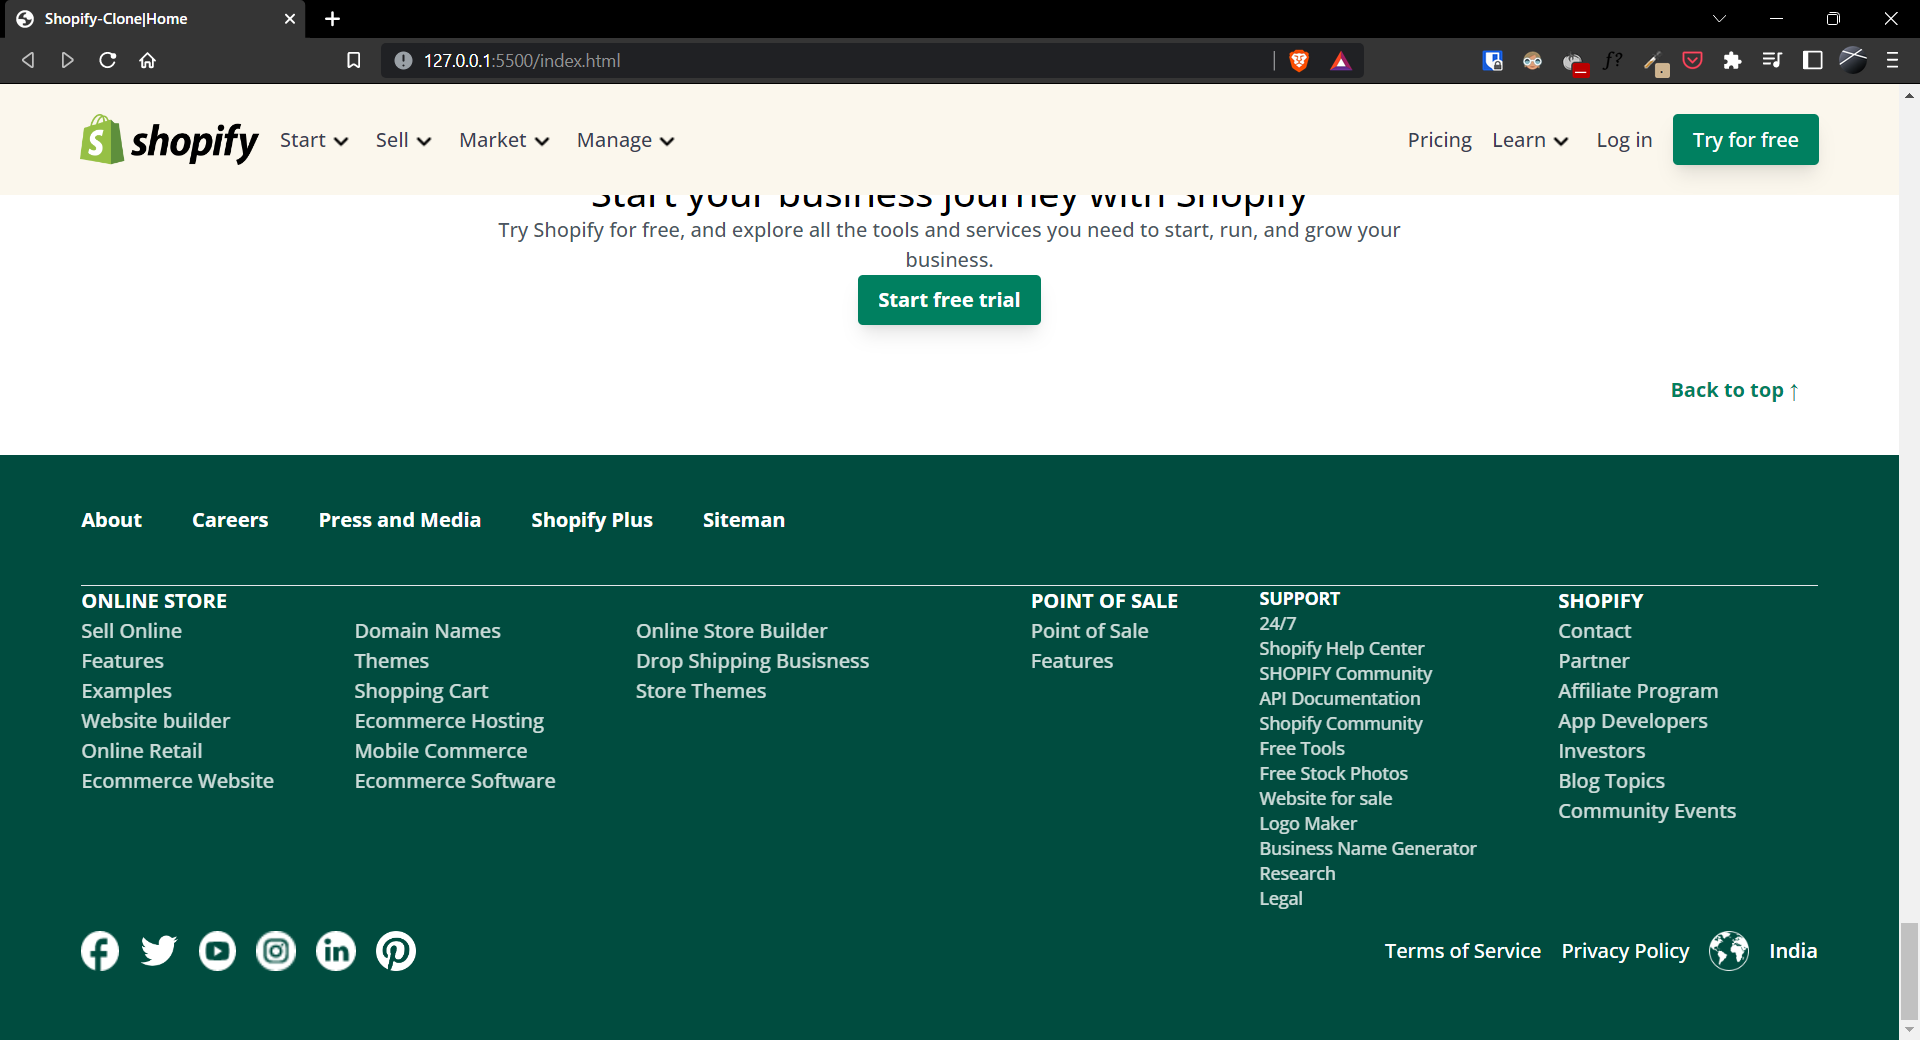 Shopify-Clone|Home
127.0.0.1:5500/index.html
f?
shopify Start Sell Market Manage Pricing Learn Log in Try for free
Start your business journey with Shopify
Try Shopify for free, and explore all the tools and services you need to start, run, and grow your
business.
Start free trial
Back to top ↑
About Careers Press and Media Shopify Plus Siteman
ONLINE STORE
Sell Online
Features
Examples
Website builder
Online Retail
Ecommerce Website
Domain Names
Themes
Shopping Cart
Ecommerce Hosting
Mobile Commerce
Ecommerce Software
Online Store Builder
Drop Shipping Busisness
Store Themes
POINT OF SALE
Point of Sale
Features
SUPPORT
24/7
Shopify Help Center
SHOPIFY Community
API Documentation
Shopify Community
Free Tools
Free Stock Photos
Website for sale
Logo Maker
Business Name Generator
Research
Legal
SHOPIFY
Contact
Partner
Affiliate Program
App Developers
Investors
Blog Topics
Community Events
Terms of Service Privacy Policy India